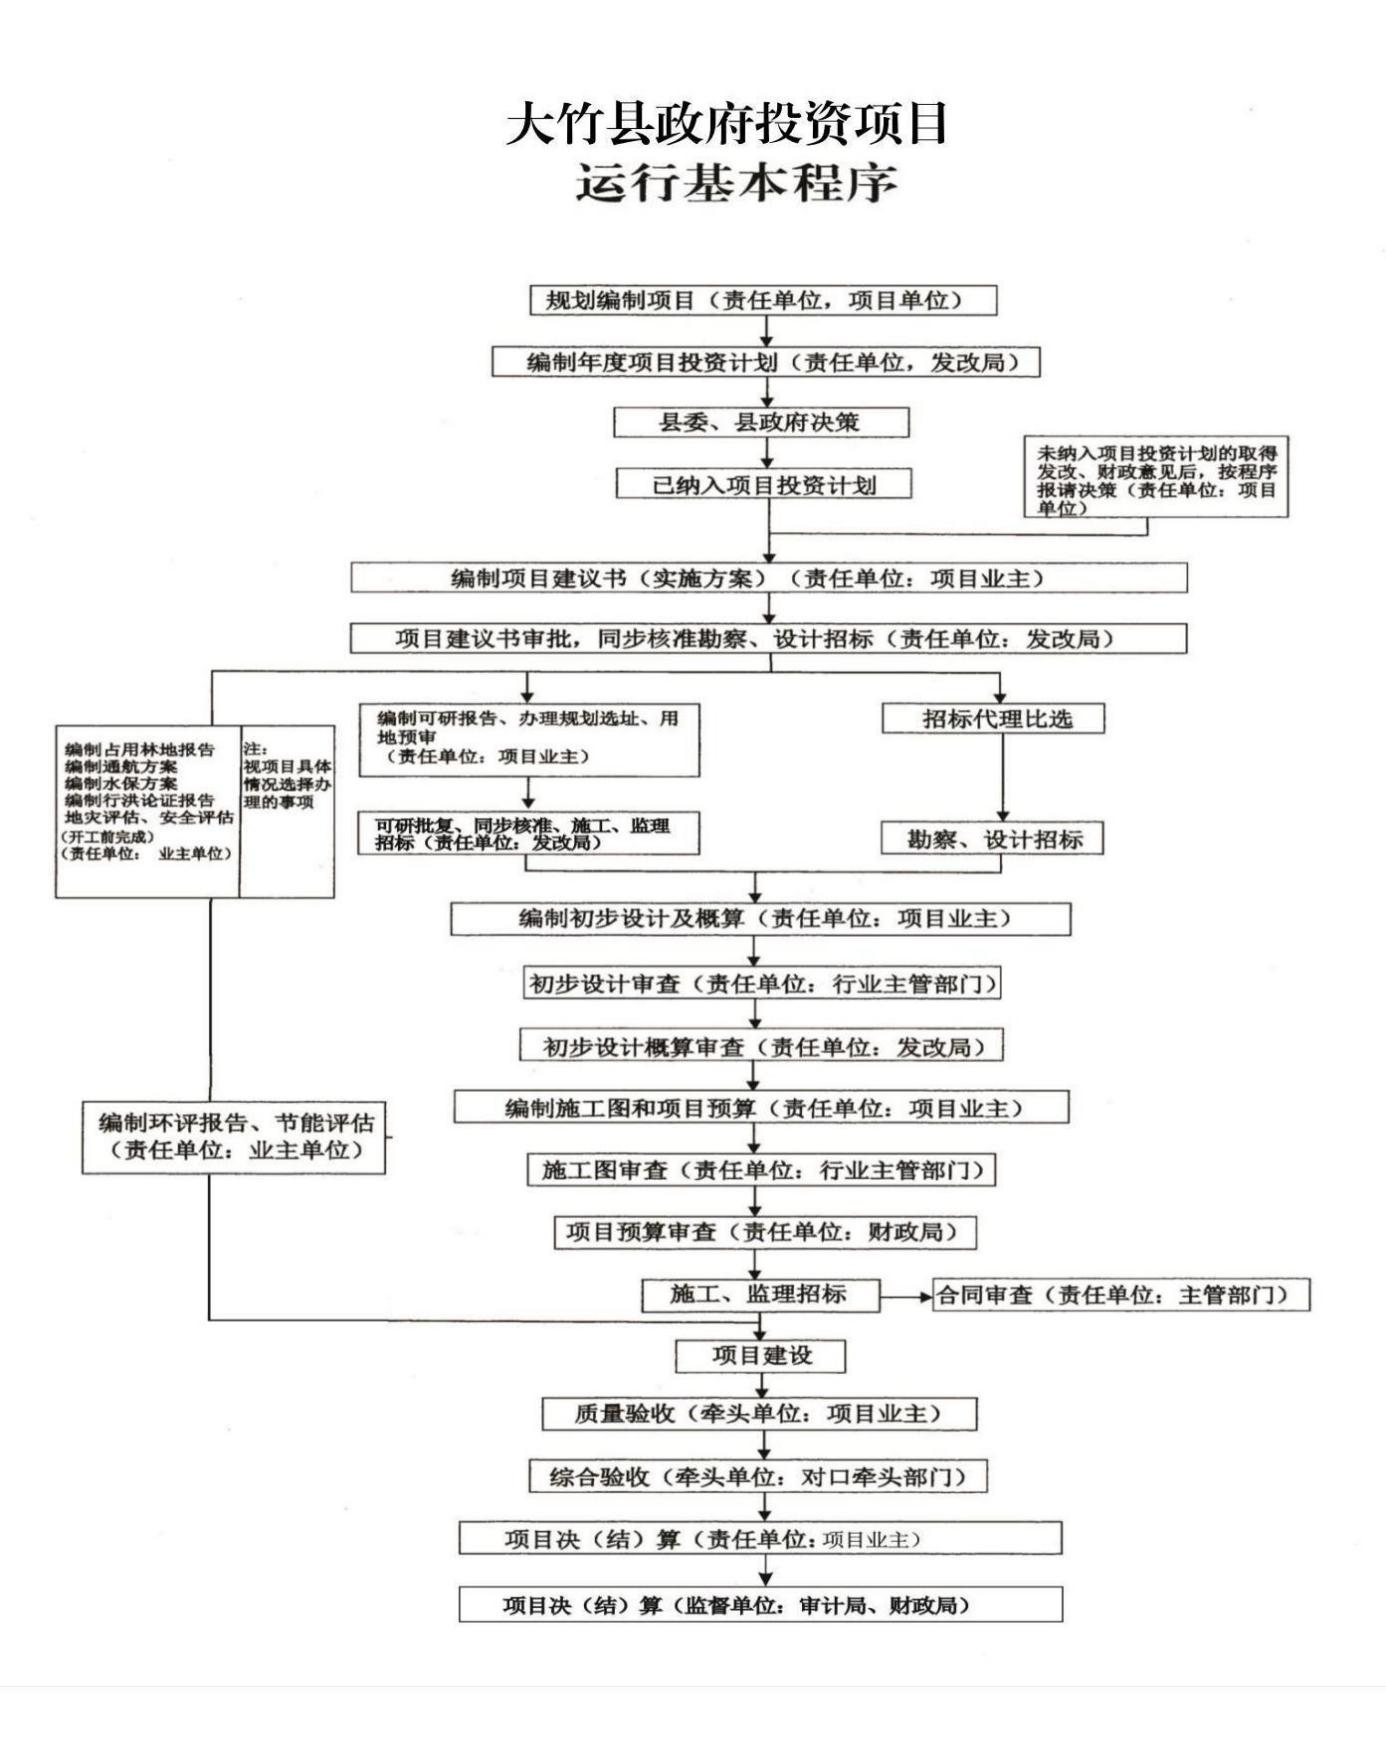 大竹县政府投资项目
运行基本程序
规划编制项目（责任单位，项目单位）
编制年度项目投资计划（责任单位，发改局）
县委、县政府决策
已纳入项目投资计划
未纳入项目投资计划的取得
发改、财政意见后，按程序
报请决策（责任单位：项目
单位）
编制项目建议书（实施方案）（责任单位：项目业主）
项目建议书审批，同步核准勘察、设计招标（责任单位：发改局）
编制占用林地报告
编制通航方案
编制水保方案
编制行洪论证报告
地灾评估、安全评估
（开工前完成）
（责任单位： 业主单位）
注：
视项目具体
情况选择办
理的事项
编制可研报告、办理规划选址、用
地预审
（责任单位：项目业主）
招标代理比选
可研批复、同步核准、施工、监理
招标（责任单位：发改局）
勘察、设计招标
编制初步设计及概算（责任单位：项目业主）
初步设计审查（责任单位：行业主管部门）
初步设计概算审查（责任单位：发改局）
编制施工图和项目预算（责任单位：项目业主）
编制环评报告、节能评估
（责任单位：业主单位）
施工图审查（责任单位：行业主管部门）
项目预算审查（责任单位：财政局）
施工、监理招标
合同审查（责任单位：主管部门）
项目建设
质量验收（牵头单位：项目业主）
综合验收（牵头单位：对口牵头部门）
项目决（结）算（责任单位：项目业主）
项目决（结）算（监督单位：审计局、财政局）